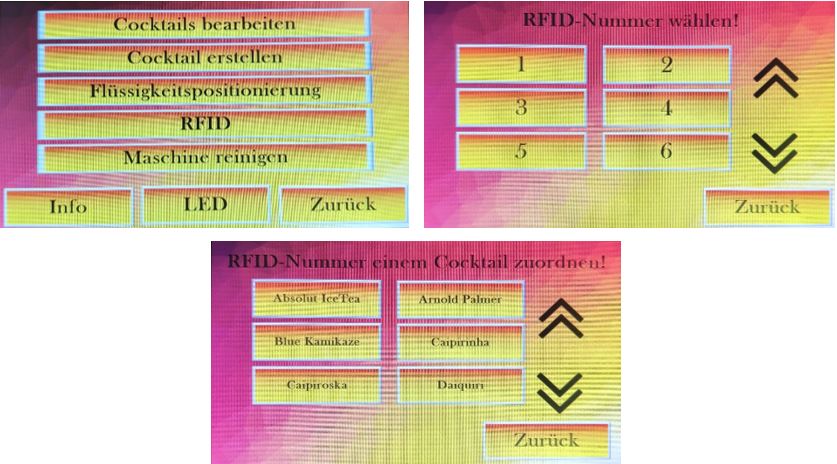 Cocktails bearbeiten
Cocktail erstellen
Flüssigkeitspositionierung
RFID
Maschine reinigen
Info LED Zurück
RFID-Nummer wählen!
1 2
3 4
5 6
Zurück
RFID-Nummer einem Cocktail zuordnen!
Absolut IceTea Arnold Palmer
Blue Kamikaze Caipirinha
Caipiroska Daiquiri
Zurück